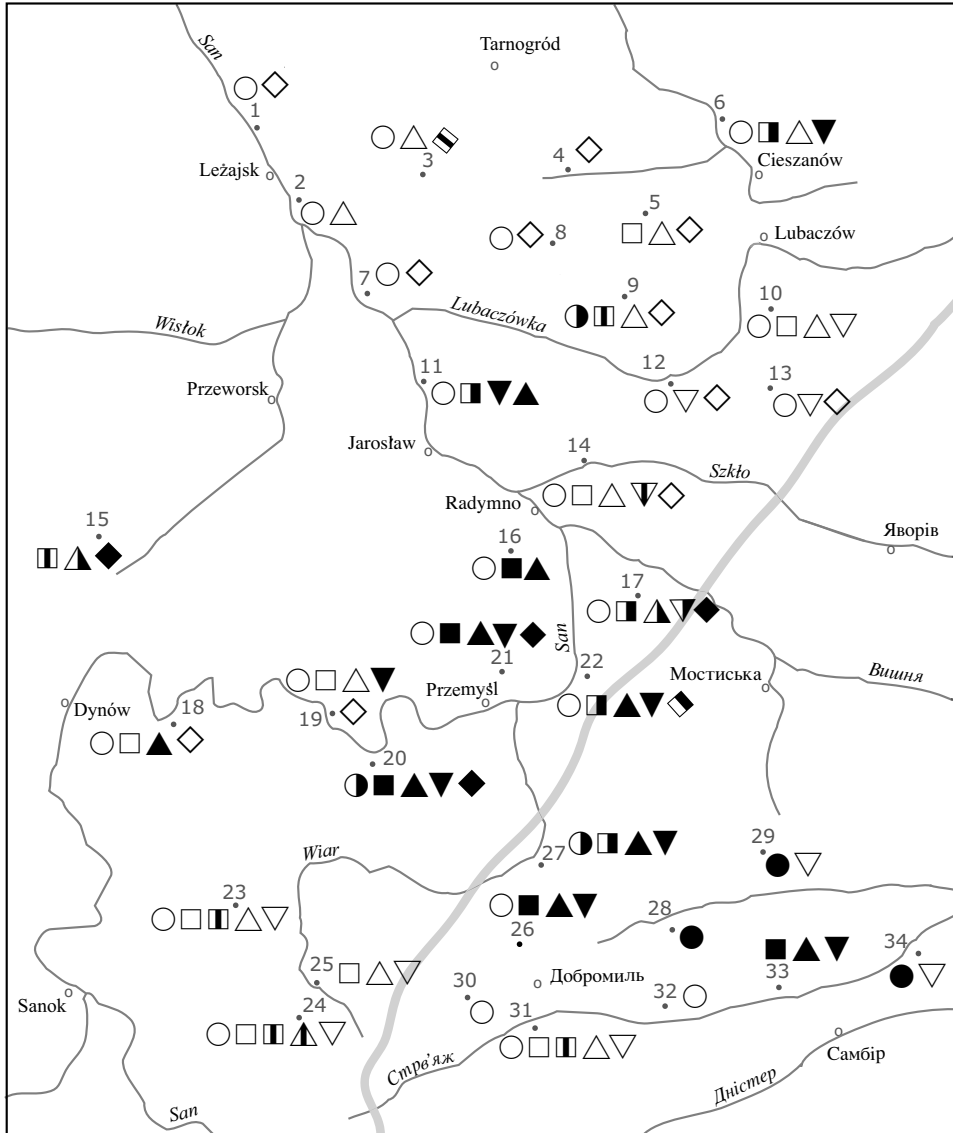 San
Tarnogród
1
6
Cieszanów
3
4
Leżajsk
2
5
Lubaczów
8
7
9
10
Lubaczówka
Wisłok
12
13
11
Przeworsk
Jarosław
14
Szkło
Radymno
15
16
Яворів
17
San
21
22
Мостиська
Вишня
Przemyśl
Dynów
18
19
20
29
Wiar
27
23
28
26
34
25
Добромиль
33
Sanok
30
32
24
31
Самбір
Стрв'яж
Дністер
San